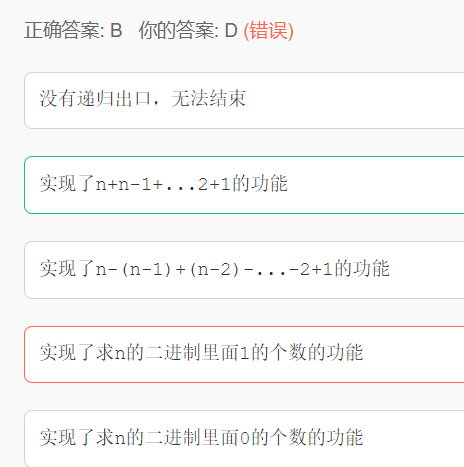 正确答案: B 你的答案: D (错误)
没有递归出口，无法结束
实现了n+n-1+...2+1的功能
实现了n-(n-1)+(n-2)-...-2+1的功能
实现了求n的二进制里面1的个数的功能
实现了求n的二进制里面0的个数的功能